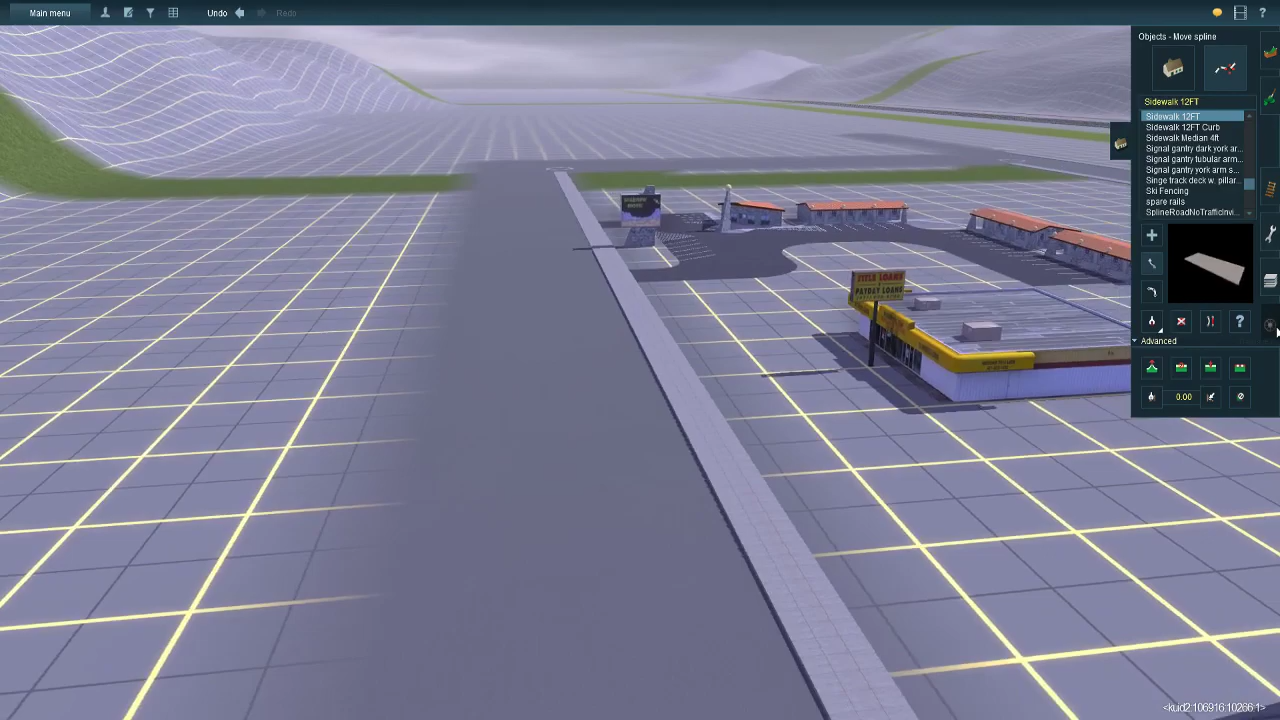 Main menu
Undo
Redo
?
Objects - Move spline
Sidewalk 12FT
Sidewalk 12FT
Sidewalk 12FT Curb
Sidewalk Median 4ft
Signal gantry dark york ar...
Signal gantry tubular arm...
Signal gantry york arm s...
Singe track deck w. pillar...
Ski Fencing
spare rails
SplineRoadNoTrafficInvi...
?
Advanced
0.00
TITLE LOANS
PAYDAY LOANS
<kuid2:106916:10266:1>